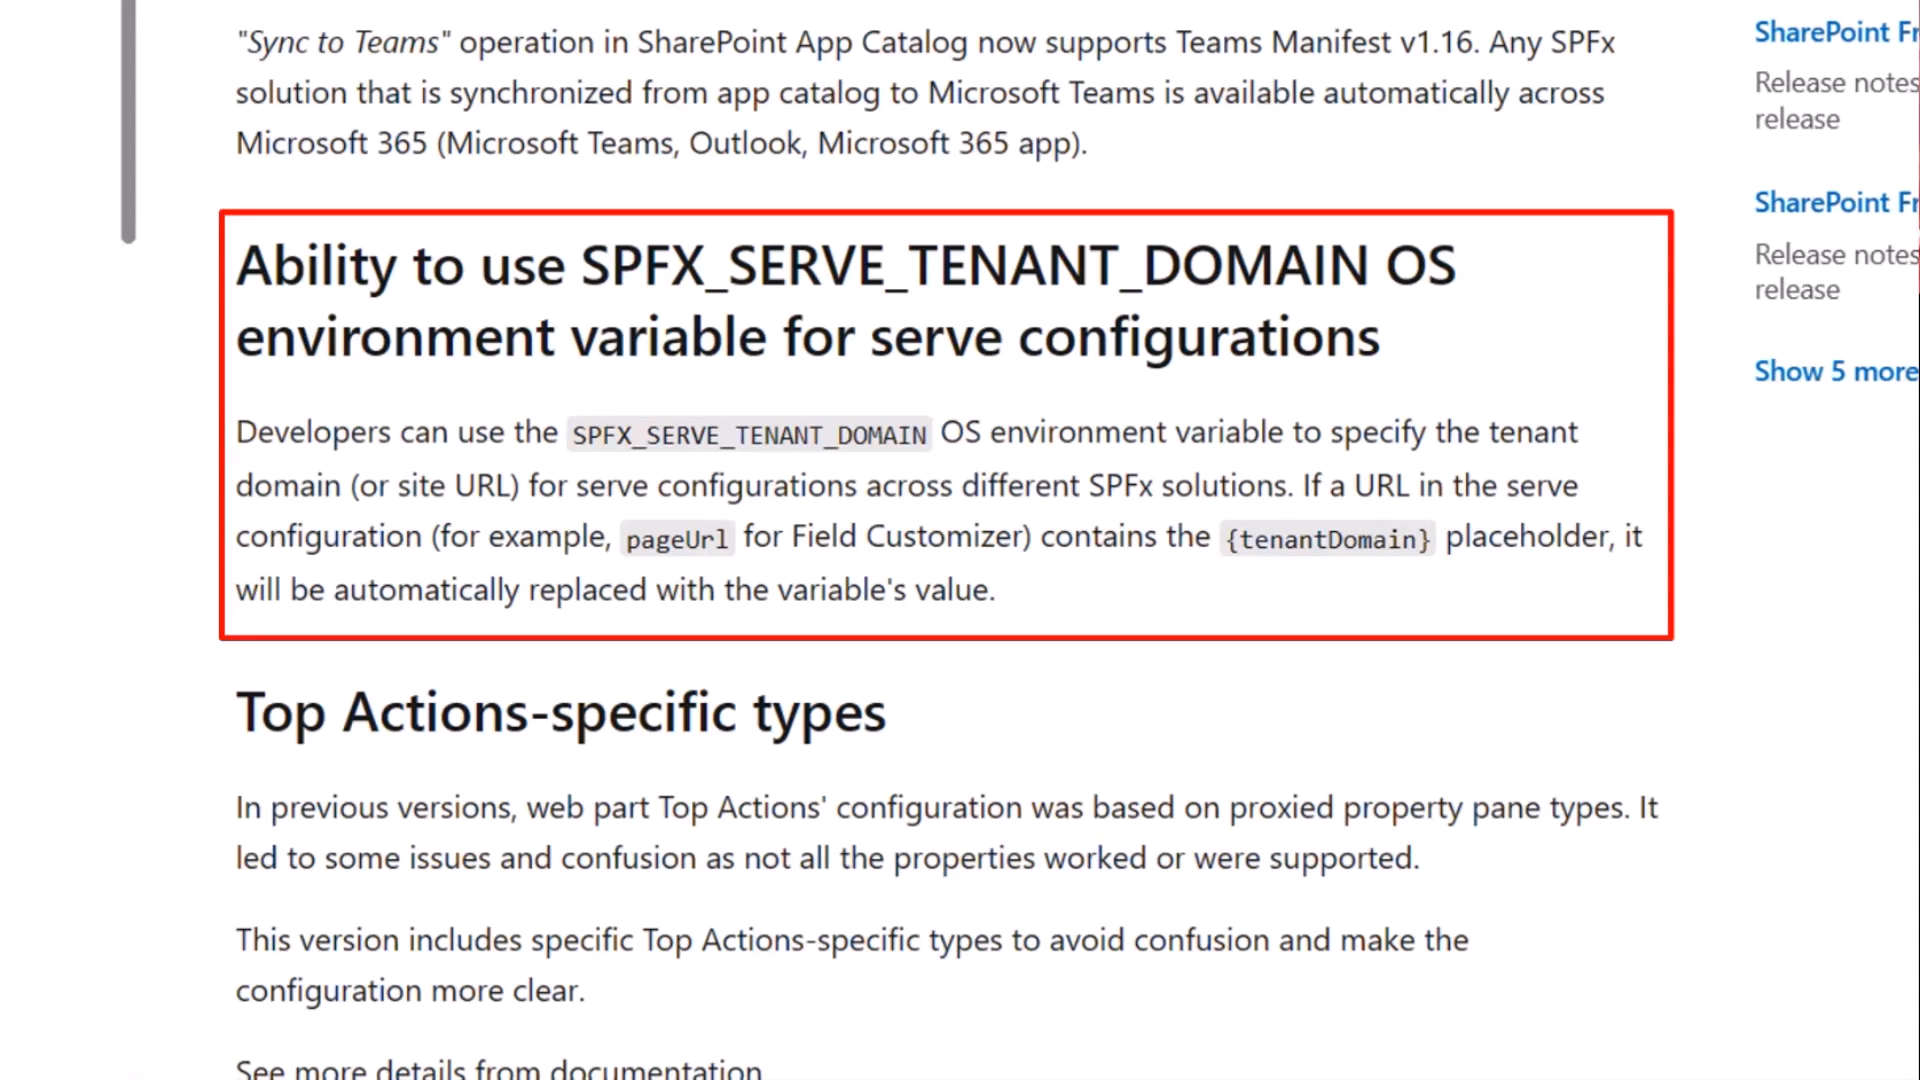 "Sync to Teams" operation in SharePoint App Catalog now supports Teams Manifest v1.16. Any SPFx
solution that is synchronized from app catalog to Microsoft Teams is available automatically across
Microsoft 365 (Microsoft Teams, Outlook, Microsoft 365 app).
Ability to use SPFX_SERVE_TENANT_DOMAIN OS
environment variable for serve configurations
Developers can use the SPFX_SERVE_TENANT_DOMAIN OS environment variable to specify the tenant
domain (or site URL) for serve configurations across different SPFx solutions. If a URL in the serve
configuration (for example, pageUrl for Field Customizer) contains the {tenantDomain} placeholder, it
will be automatically replaced with the variable's value.
Top Actions-specific types
In previous versions, web part Top Actions' configuration was based on proxied property pane types. It
led to some issues and confusion as not all the properties worked or were supported.
This version includes specific Top Actions-specific types to avoid confusion and make the
configuration more clear.
See more details from documentation
SharePoint Fr
Release notes
release
SharePoint Fr
Release notes
release
Show 5 more